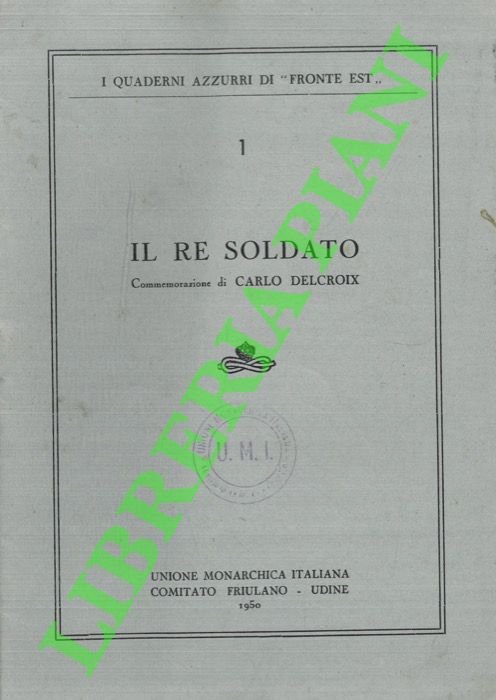 I QUADERNI AZZURRI DI "FRONTE EST„
1
IL RE SOLDATO
Commemorazione di CARLO DELCROIX
U. M. I.
UNIONE MONARCHICA ITALIANA
COMITATO FRIULANO - UDINE
1950
LIBRERIA PIANI